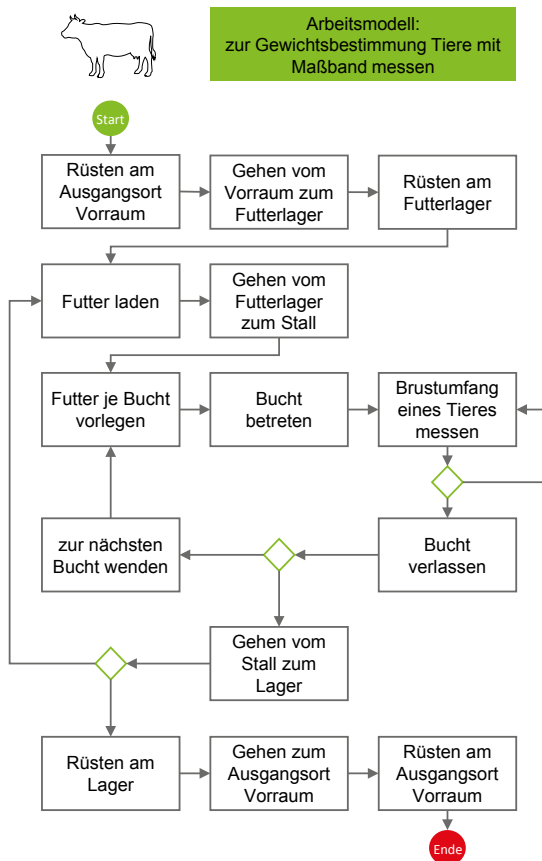 Arbeitsmodell:
zur Gewichtsbestimmung Tiere mit
Maßband messen
Start
Rüsten am
Ausgangsort
Vorraum
Gehen vom
Vorraum zum
Futterlager
Rüsten am
Futterlager
Futter laden
Gehen vom
Futterlager
zum Stall
Futter je Bucht
vorlegen
Bucht
betreten
Brustumfang
eines Tieres
messen
zur nächsten
Bucht wenden
Bucht
verlassen
Gehen vom
Stall zum
Lager
Rüsten am
Lager
Gehen zum
Ausgangsort
Vorraum
Rüsten am
Ausgangsort
Vorraum
Ende